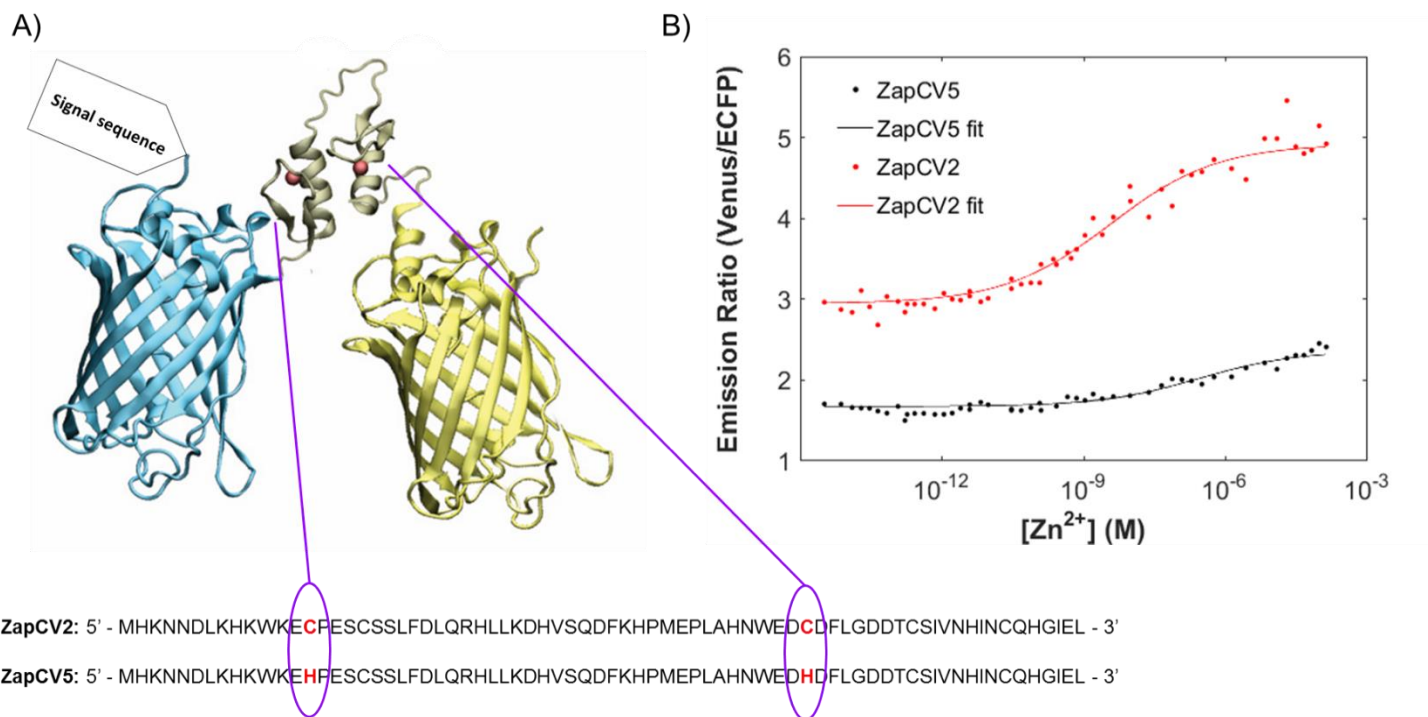 A)
B)
Signal sequence
Emission Ratio (Venus/ECFP)
6
5
4
3
2
1
ZapCV5
ZapCV5 fit
ZapCV2
ZapCV2 fit
10-12
10-9
10-6
10-3
[Zn2+] (M)
ZapCV2: 5' - MHKNNDLKHKWKECPESCSSLFDLQRHLLKDHVSQDFKHPMEPLAHNWEDCDFLGDDTCSIVNHINCQHGIEL - 3'
ZapCV5: 5' - MHKNNDLKHKWKEHPESCSSLFDLQRHLLKDHVSQDFKHPMEPLAHNWEDHDFLGDDTCSIVNHINCQHGIEL - 3'